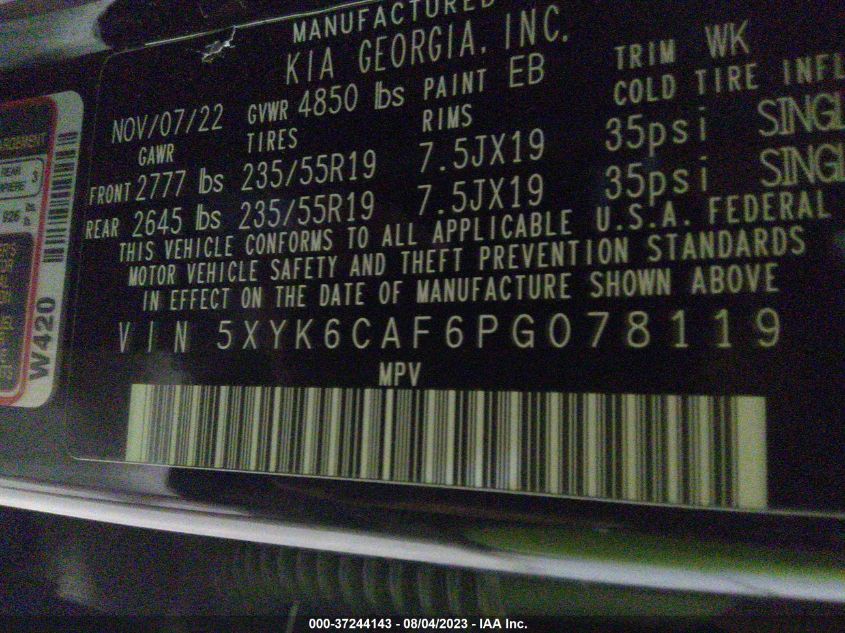 MANUFACTURED
KIA GEORGIA, INC.
NOV/07/22 GVWR 4850 lbs PAINT EB TRIM WK
GAWR TIRES RIMS COLD TIRE INFL
FRONT 2777 lbs 235/55R19 7.5JX19 35psi SINGL
REAR 2645 lbs 235/55R19 7.5JX19 35psi SINGL
THIS VEHICLE CONFORMS TO ALL APPLICABLE U.S.A. FEDERAL
MOTOR VEHICLE SAFETY AND THEFT PREVENTION STANDARDS
IN EFFECT ON THE DATE OF MANUFACTURE SHOWN ABOVE
VIN 5XYK6CAF6PG078119
MPV
REAR 3
W420
000-37244143 - 08/04/2023 - IAA Inc.